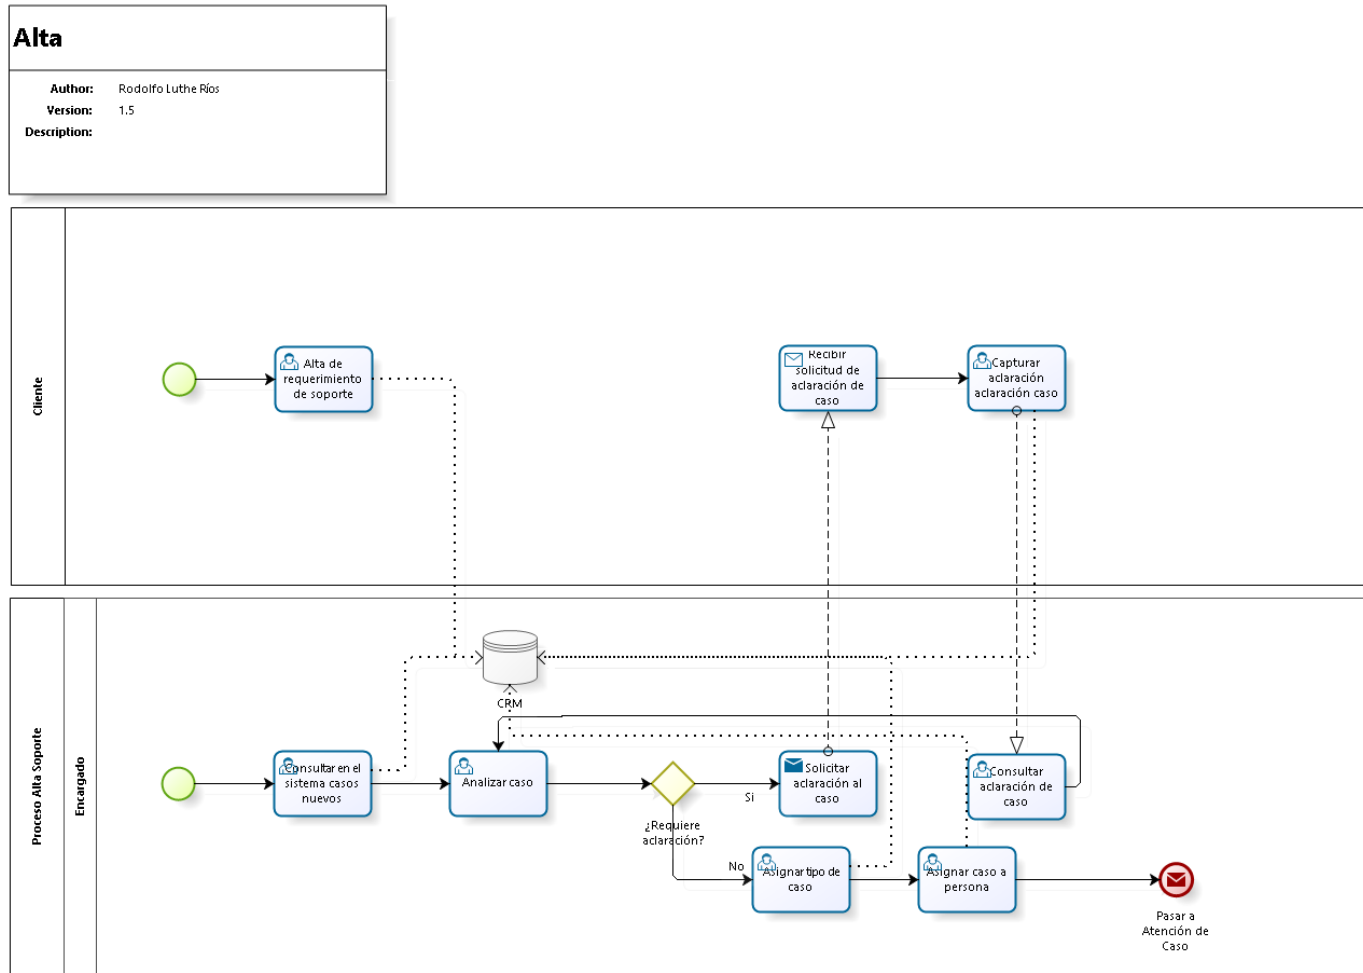 Alta
Author: Rodolfo Luthe Ríos
Version: 1.5
Description:
Cliente
Alta de
requerimiento
de soporte
Recibir
solicitud de
aclaración de
caso
Capturar
aclaración
aclaración caso
Proceso Alta Soporte
Encargado
CRM
Consultar en el
sistema casos
nuevos
Analizar caso
¿Requiere
aclaración?
Si
Solicitar
aclaración al
caso
Consultar
aclaración de
caso
No
Asignar tipo de
caso
Asignar caso a
persona
Pasar a
Atención de
Caso